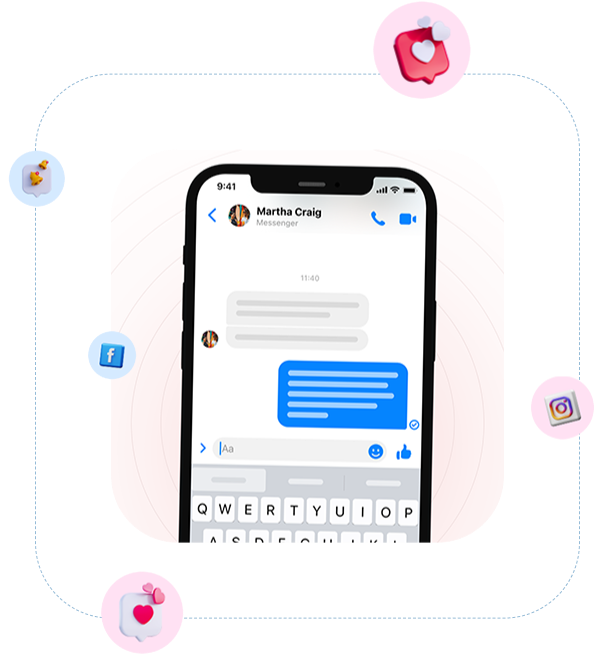 9:41
Martha Craig
Messenger
11:40
Aa
Q W E R T Y U I O P
A S D F G H J K L